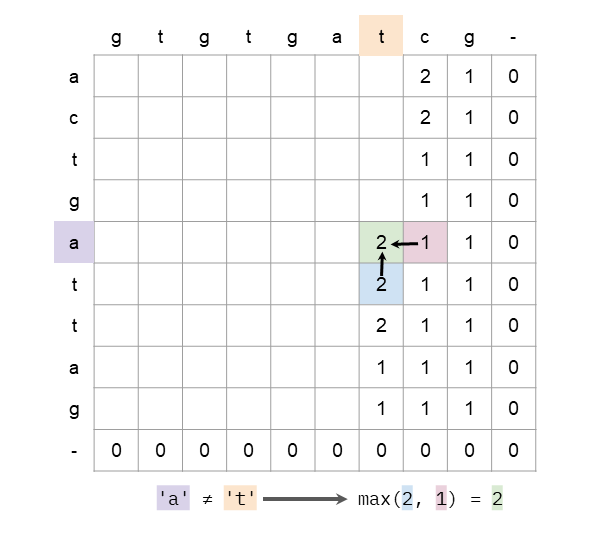 g t g t g a t c g -
a 2 1 0
c 2 1 0
t 1 1 0
g 1 1 0
a 2 1 1 0
t 2 1 1 0
t 2 1 1 0
a 1 1 1 0
g 1 1 1 0
- 0 0 0 0 0 0 0 0 0 0
'a' ≠ 't' max(2, 1) = 2